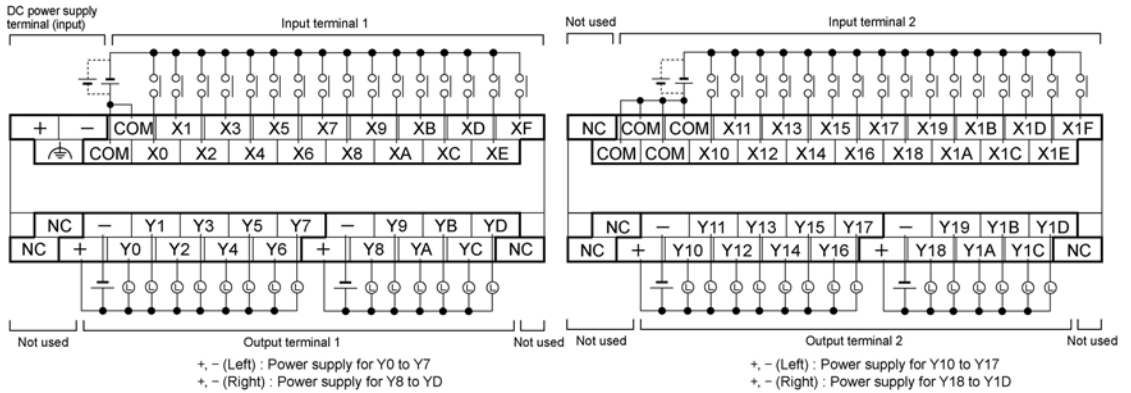 DC power supply
terminal (input)
Input terminal 1
+ − COM X1 X3 X5 X7 X9 XB XD XF
COM X0 X2 X4 X6 X8 XA XC XE
NC − Y1 Y3 Y5 Y7 − Y9 YB YD
NC + Y0 Y2 Y4 Y6 + Y8 YA YC NC
L L L L L L L L L L L L L L
Not used
Output terminal 1
Not used
+, − (Left) : Power supply for Y0 to Y7
+, − (Right) : Power supply for Y8 to YD
Not used
Input terminal 2
NC COM COM X11 X13 X15 X17 X19 X1B X1D X1F
COM COM X10 X12 X14 X16 X18 X1A X1C X1E
NC − Y11 Y13 Y15 Y17 − Y19 Y1B Y1D
NC + Y10 Y12 Y14 Y16 + Y18 Y1A Y1C NC
L L L L L L L L L L L L L L
Not used
Output terminal 2
Not used
+, − (Left) : Power supply for Y10 to Y17
+, − (Right) : Power supply for Y18 to Y1D